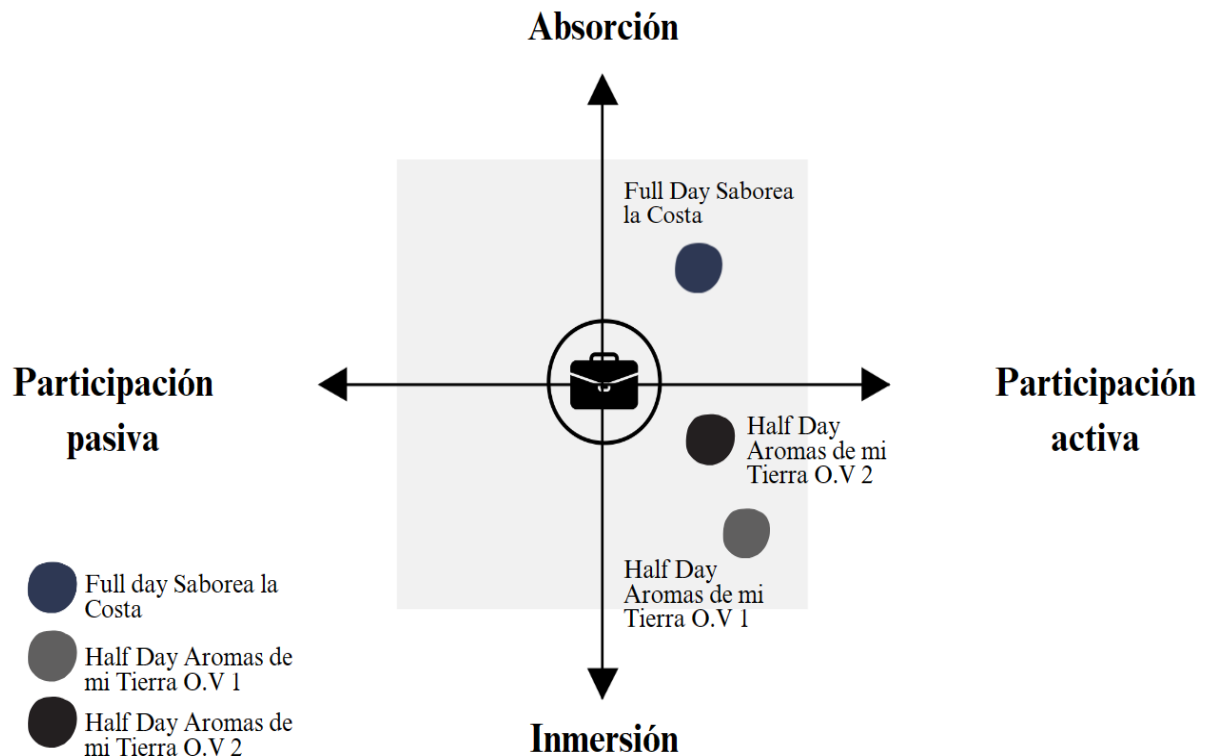 Absorción
Full Day Saborea
la Costa
Participación
pasiva
Participación
activa
Half Day
Aromas de mi
Tierra O.V 2
Half Day
Aromas de mi
Tierra O.V 1
Full day Saborea la
Costa
Half Day Aromas de
mi Tierra O.V 1
Half Day Aromas de
mi Tierra O.V 2
Inmersión